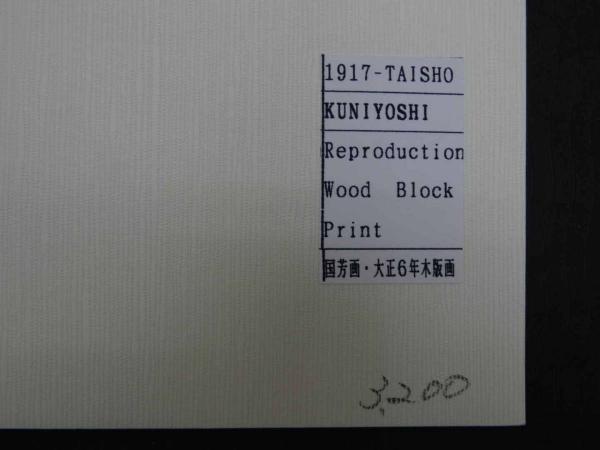 1917-TAISHO
KUNIYOSHI
Reproduction
Wood Block
Print
国芳画・大正6年木版画
3,200